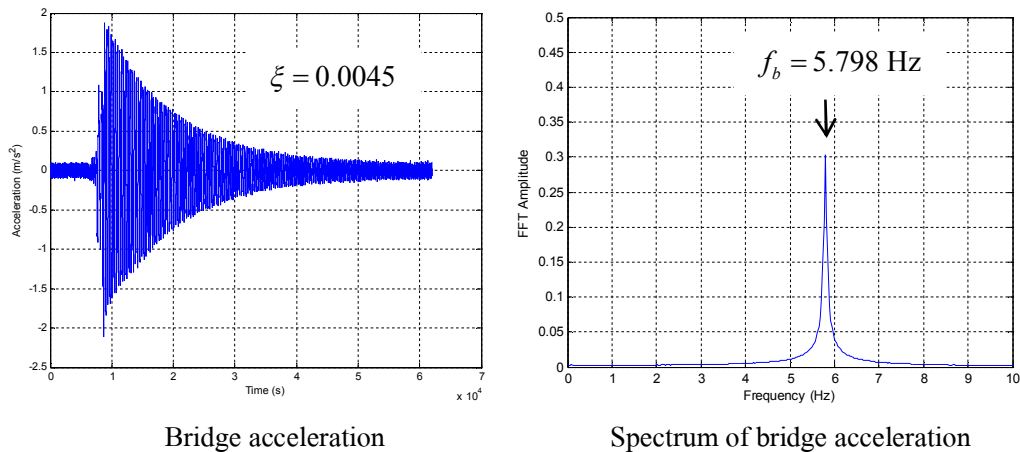 2
1.5
1
0.5
0
-0.5
-1
-1.5
-2
-2.5
Acceleration (m/s²)
ξ = 0.0045
0 1 2 3 4 5 6 7
Time (s)
x 10⁴
Bridge acceleration
0.5
0.45
0.4
0.35
0.3
0.25
0.2
0.15
0.1
0.05
0
FFT Amplitude
f_b = 5.798 Hz
0 1 2 3 4 5 6 7 8 9 10
Frequency (Hz)
Spectrum of bridge acceleration